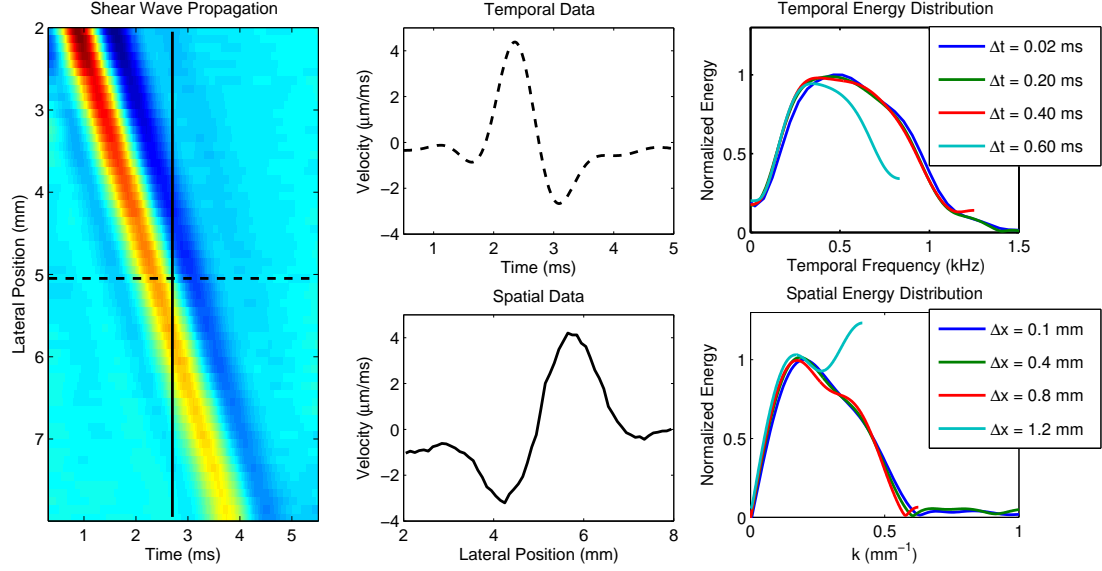 Shear Wave Propagation
2
3
4
5
6
7
Lateral Position (mm)
1
2
3
4
5
Time (ms)
Temporal Data
4
2
0
−2
−4
Velocity (μm/ms)
1
2
3
4
5
Time (ms)
Spatial Data
4
2
0
−2
−4
Velocity (μm/ms)
2
4
6
8
Lateral Position (mm)
Temporal Energy Distribution
1
0.5
0
Normalized Energy
0
0.5
1
1.5
Temporal Frequency (kHz)
Δt = 0.02 ms
Δt = 0.20 ms
Δt = 0.40 ms
Δt = 0.60 ms
Spatial Energy Distribution
1
0.5
0
Normalized Energy
0
0.5
1
k (mm⁻¹)
Δx = 0.1 mm
Δx = 0.4 mm
Δx = 0.8 mm
Δx = 1.2 mm